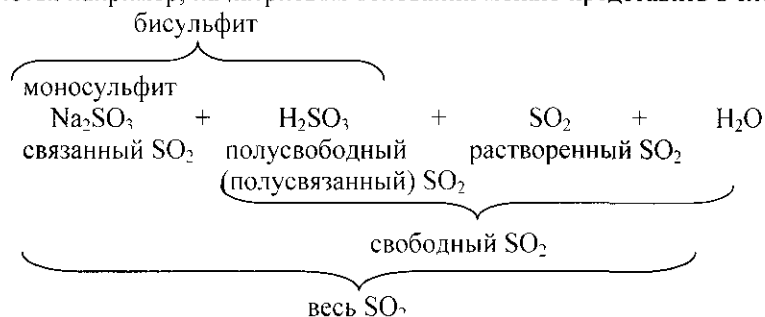 бисульфит
моносульфит
Na₂SO₃ + H₂SO₃ + SO₂ + H₂O
связанный SO₂ полусвободный растворенный SO₂
(полусвязанный) SO₂
свободный SO₂
весь SO₂